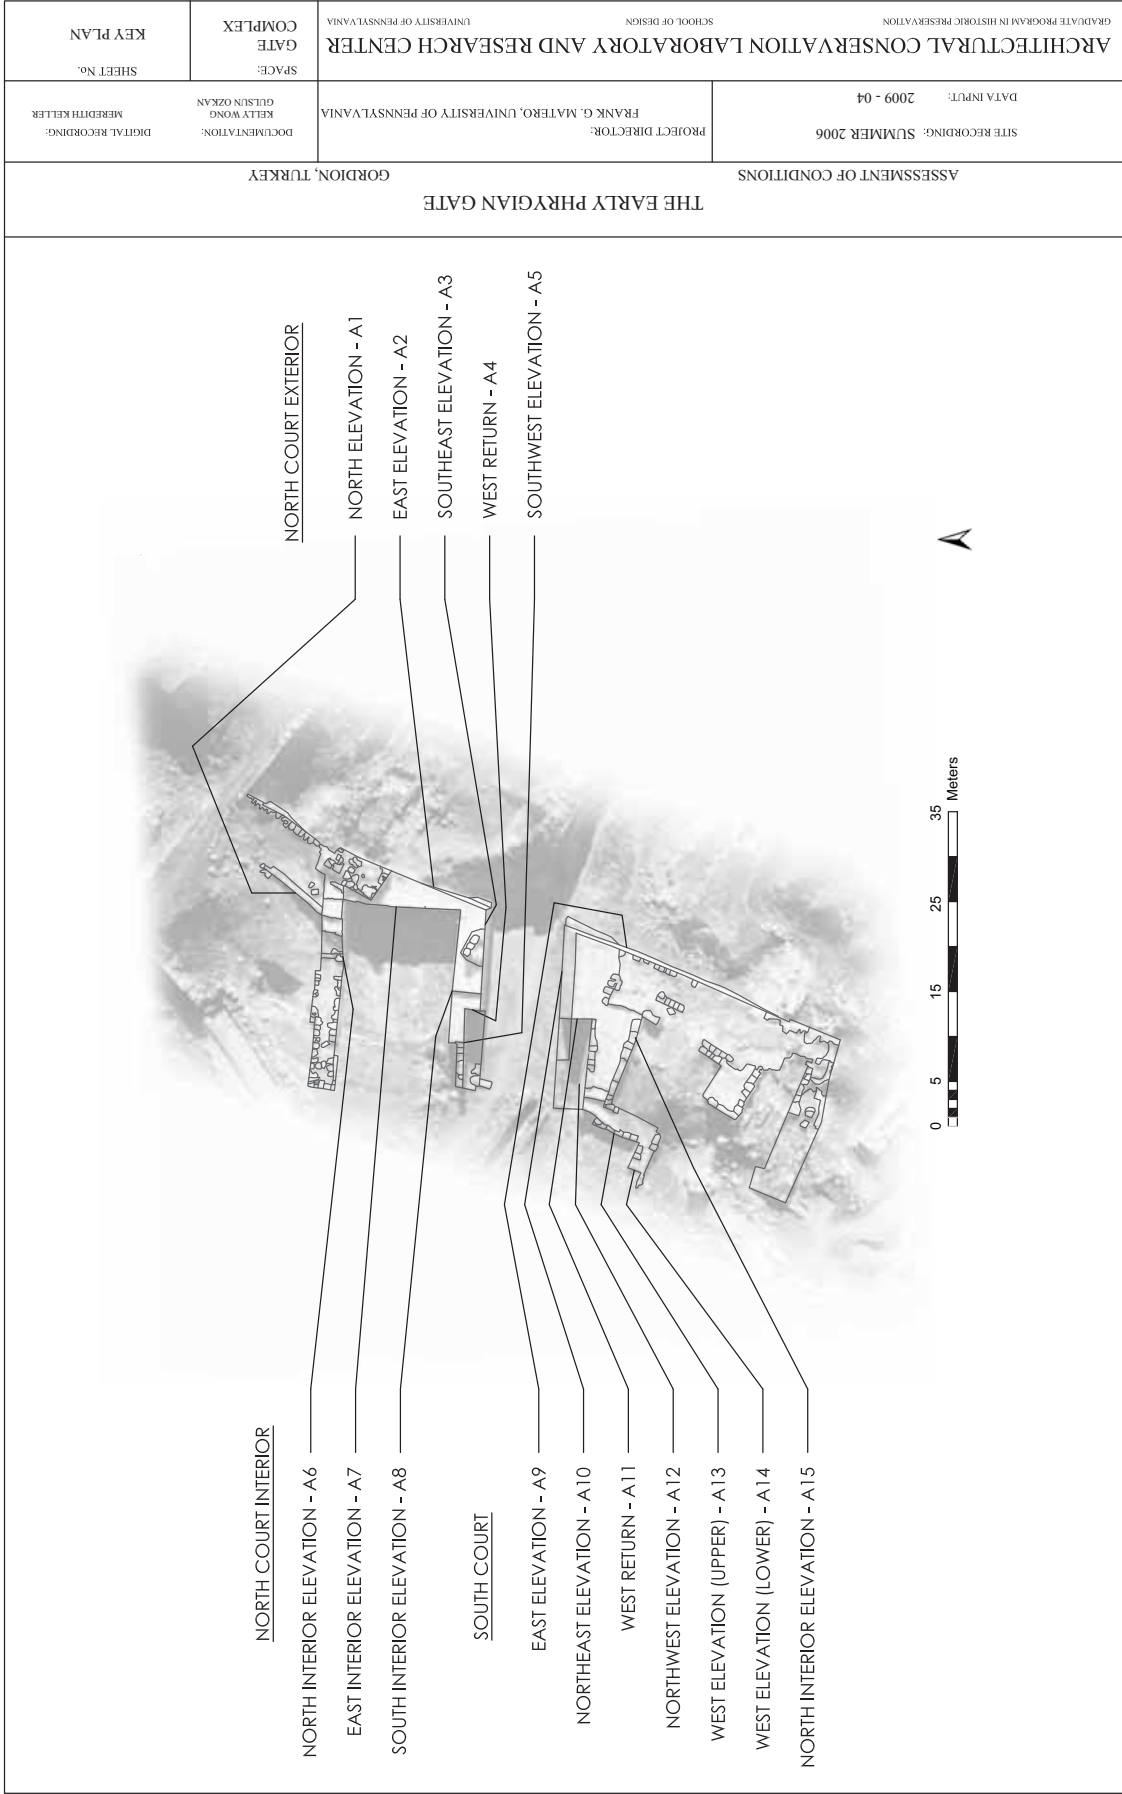 THE EARLY PHRYGIAN GATE
ASSESSMENT OF CONDITIONS
GORDION, TURKEY
SITE RECORDING: SUMMER 2006
DATA INPUT: 2009 - 04
PROJECT DIRECTOR:
FRANK G. MATERO, UNIVERSITY OF PENNSYLVANIA
DOCUMENTATION:
KELLY WONG
GULSUN OZKAN
DIGITAL RECORDING:
MEREDITH KELLER
ARCHITECTURAL CONSERVATION LABORATORY AND RESEARCH CENTER
GRADUATE PROGRAM IN HISTORIC PRESERVATION
SCHOOL OF DESIGN
UNIVERSITY OF PENNSYLVANIA
SPACE:
GATE
COMPLEX
SHEET No.
KEY PLAN
NORTH COURT INTERIOR
NORTH INTERIOR ELEVATION - A6
EAST INTERIOR ELEVATION - A7
SOUTH INTERIOR ELEVATION - A8
SOUTH COURT
EAST ELEVATION - A9
NORTHEAST ELEVATION - A10
WEST RETURN - A11
NORTHWEST ELEVATION - A12
WEST ELEVATION (UPPER) - A13
WEST ELEVATION (LOWER) - A14
NORTH INTERIOR ELEVATION - A15
NORTH COURT EXTERIOR
NORTH ELEVATION - A1
EAST ELEVATION - A2
SOUTHEAST ELEVATION - A3
WEST RETURN - A4
SOUTHWEST ELEVATION - A5
0 5 15 25 35
Meters